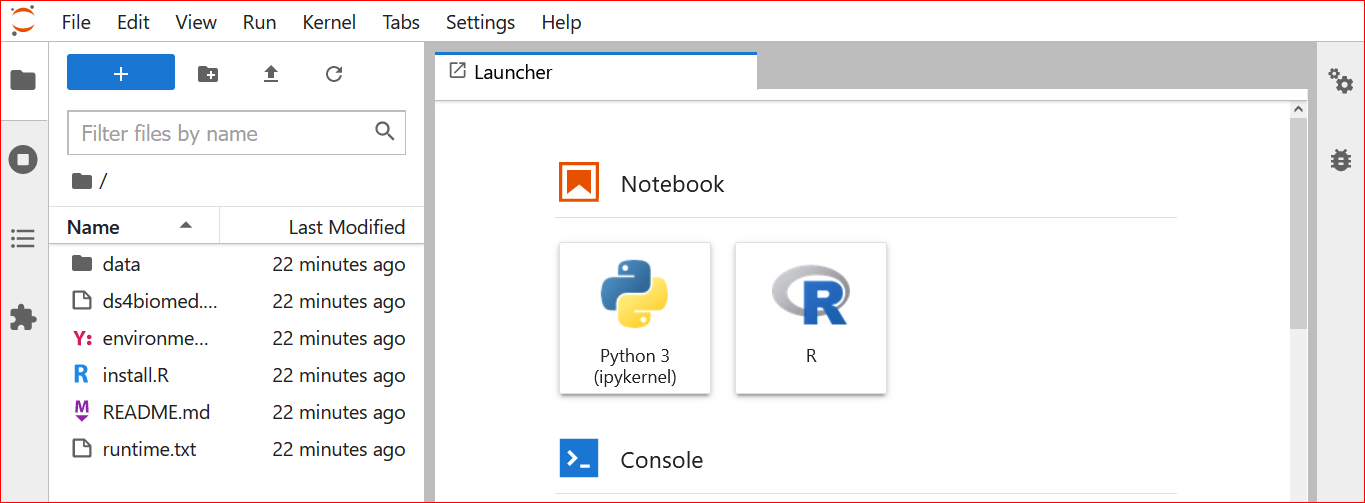 File Edit View Run Kernel Tabs Settings Help
+
Filter files by name
/
Name Last Modified
data 22 minutes ago
ds4biomed.... 22 minutes ago
Y: environme... 22 minutes ago
R install.R 22 minutes ago
M README.md 22 minutes ago
runtime.txt 22 minutes ago
Launcher
Notebook
Python 3
(ipykernel)
R
R
Console